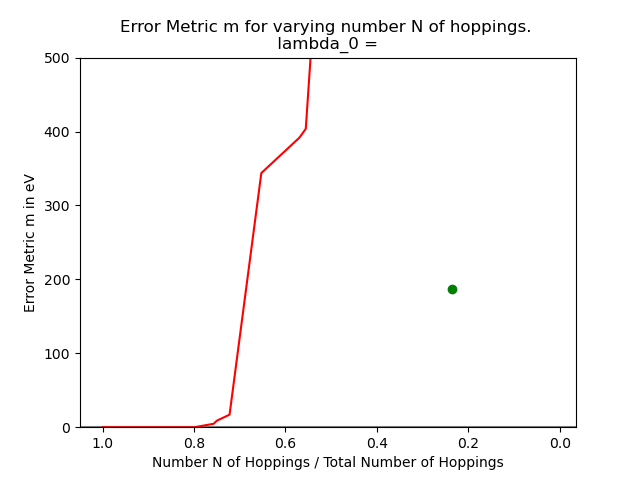 Error Metric m for varying number N of hoppings.
lambda_0 =
500
400
300
200
100
0
Error Metric m in eV
1.0 0.8 0.6 0.4 0.2 0.0
Number N of Hoppings / Total Number of Hoppings